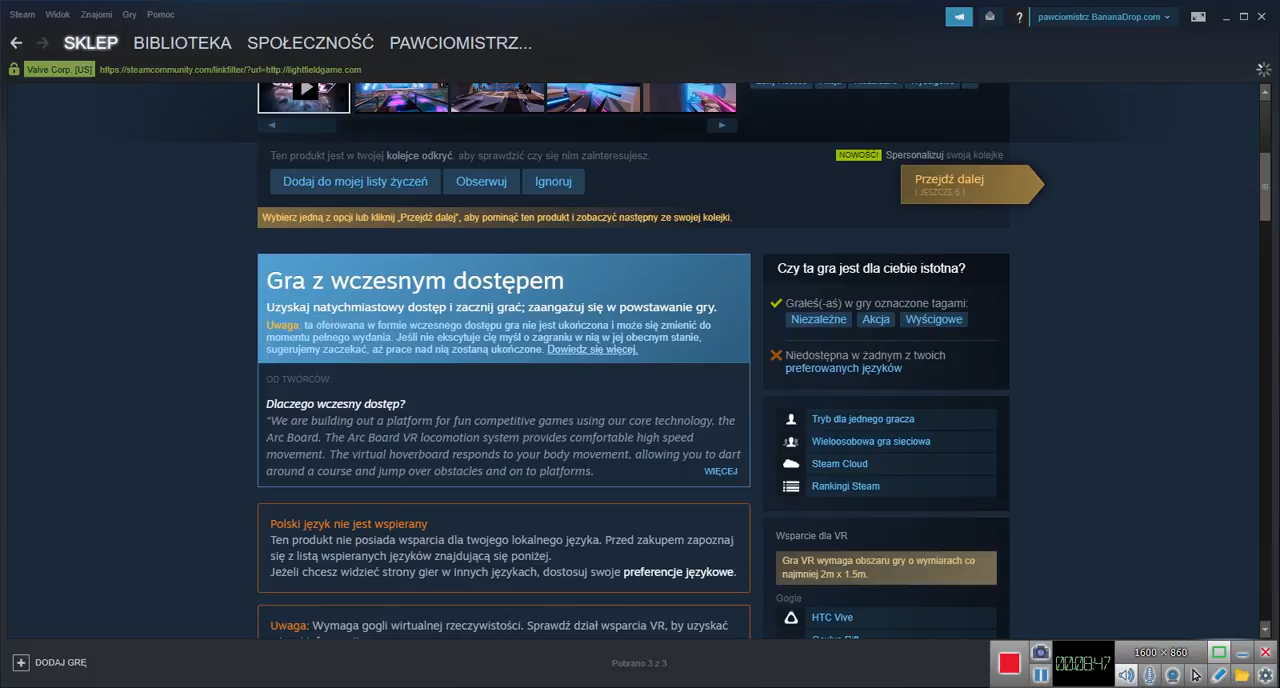 Steam Widok Znajomi Gry Pomoc
? pawciomistrz BananaDrop.com
SKLEP BIBLIOTEKA SPOŁECZNOŚĆ PAWCIOMISTRZ...
Valve Corp. [US] https://steamcommunity.com/linkfilter/?url=http://lightfieldgame.com
Ten produkt jest w twojej kolejce odkryć, aby sprawdzić czy się nim zainteresujesz.
NOWOŚĆ! Spersonalizuj swoją kolejkę
Dodaj do mojej listy życzeń Obserwuj Ignoruj
Przejdź dalej
( JESZCZE 6 )
Wybierz jedną z opcji lub kliknij „Przejdź dalej”, aby pominąć ten produkt i zobaczyć następny ze swojej kolejki.
Gra z wczesnym dostępem
Uzyskaj natychmiastowy dostęp i zacznij grać; zaangażuj się w powstawanie gry.
Uwaga: ta oferowana w formie wczesnego dostępu gra nie jest ukończona i może się zmienić do
momentu pełnego wydania. Jeśli nie ekscytuje cię myśl o zagraniu w nią w jej obecnym stanie,
sugerujemy zaczekać, aż prace nad nią zostaną ukończone. Dowiedz się więcej.
OD TWÓRCÓW:
Dlaczego wczesny dostęp?
“We are building out a platform for fun competitive games using our core technology, the
Arc Board. The Arc Board VR locomotion system provides comfortable high speed
movement. The virtual hoverboard responds to your body movement, allowing you to dart
around a course and jump over obstacles and on to platforms.
WIĘCEJ
Polski język nie jest wspierany
Ten produkt nie posiada wsparcia dla twojego lokalnego języka. Przed zakupem zapoznaj
się z listą wspieranych języków znajdującą się poniżej.
Jeżeli chcesz widzieć strony gier w innych językach, dostosuj swoje preferencje językowe.
Uwaga: Wymaga gogli wirtualnej rzeczywistości. Sprawdź dział wsparcia VR, by uzyskać
Czy ta gra jest dla ciebie istotna?
Grałeś(-aś) w gry oznaczone tagami:
Niezależne Akcja Wyścigowe
Niedostępna w żadnym z twoich
preferowanych języków
Tryb dla jednego gracza
Wieloosobowa gra sieciowa
Steam Cloud
Rankingi Steam
Wsparcie dla VR
Gra VR wymaga obszaru gry o wymiarach co
najmniej 2m x 1.5m.
Gogle
HTC Vive
DODAJ GRĘ
Pobrano 3 z 3
1600 × 860